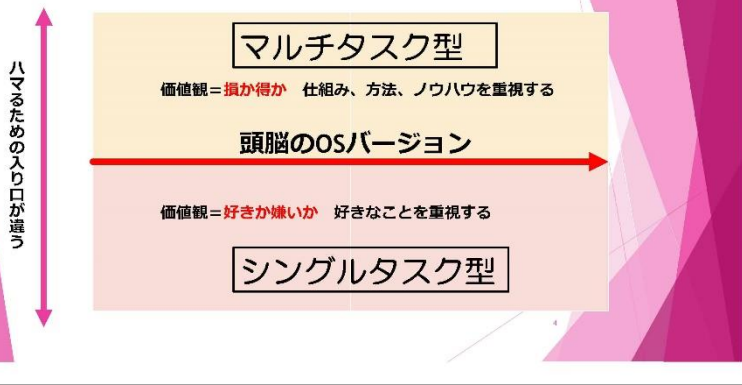 マルチタスク型
価値観＝損か得か　仕組み、方法、ノウハウを重視する
頭脳のOSバージョン
価値観＝好きか嫌いか　好きなことを重視する
シングルタスク型
ハマるための入り口が違う
4